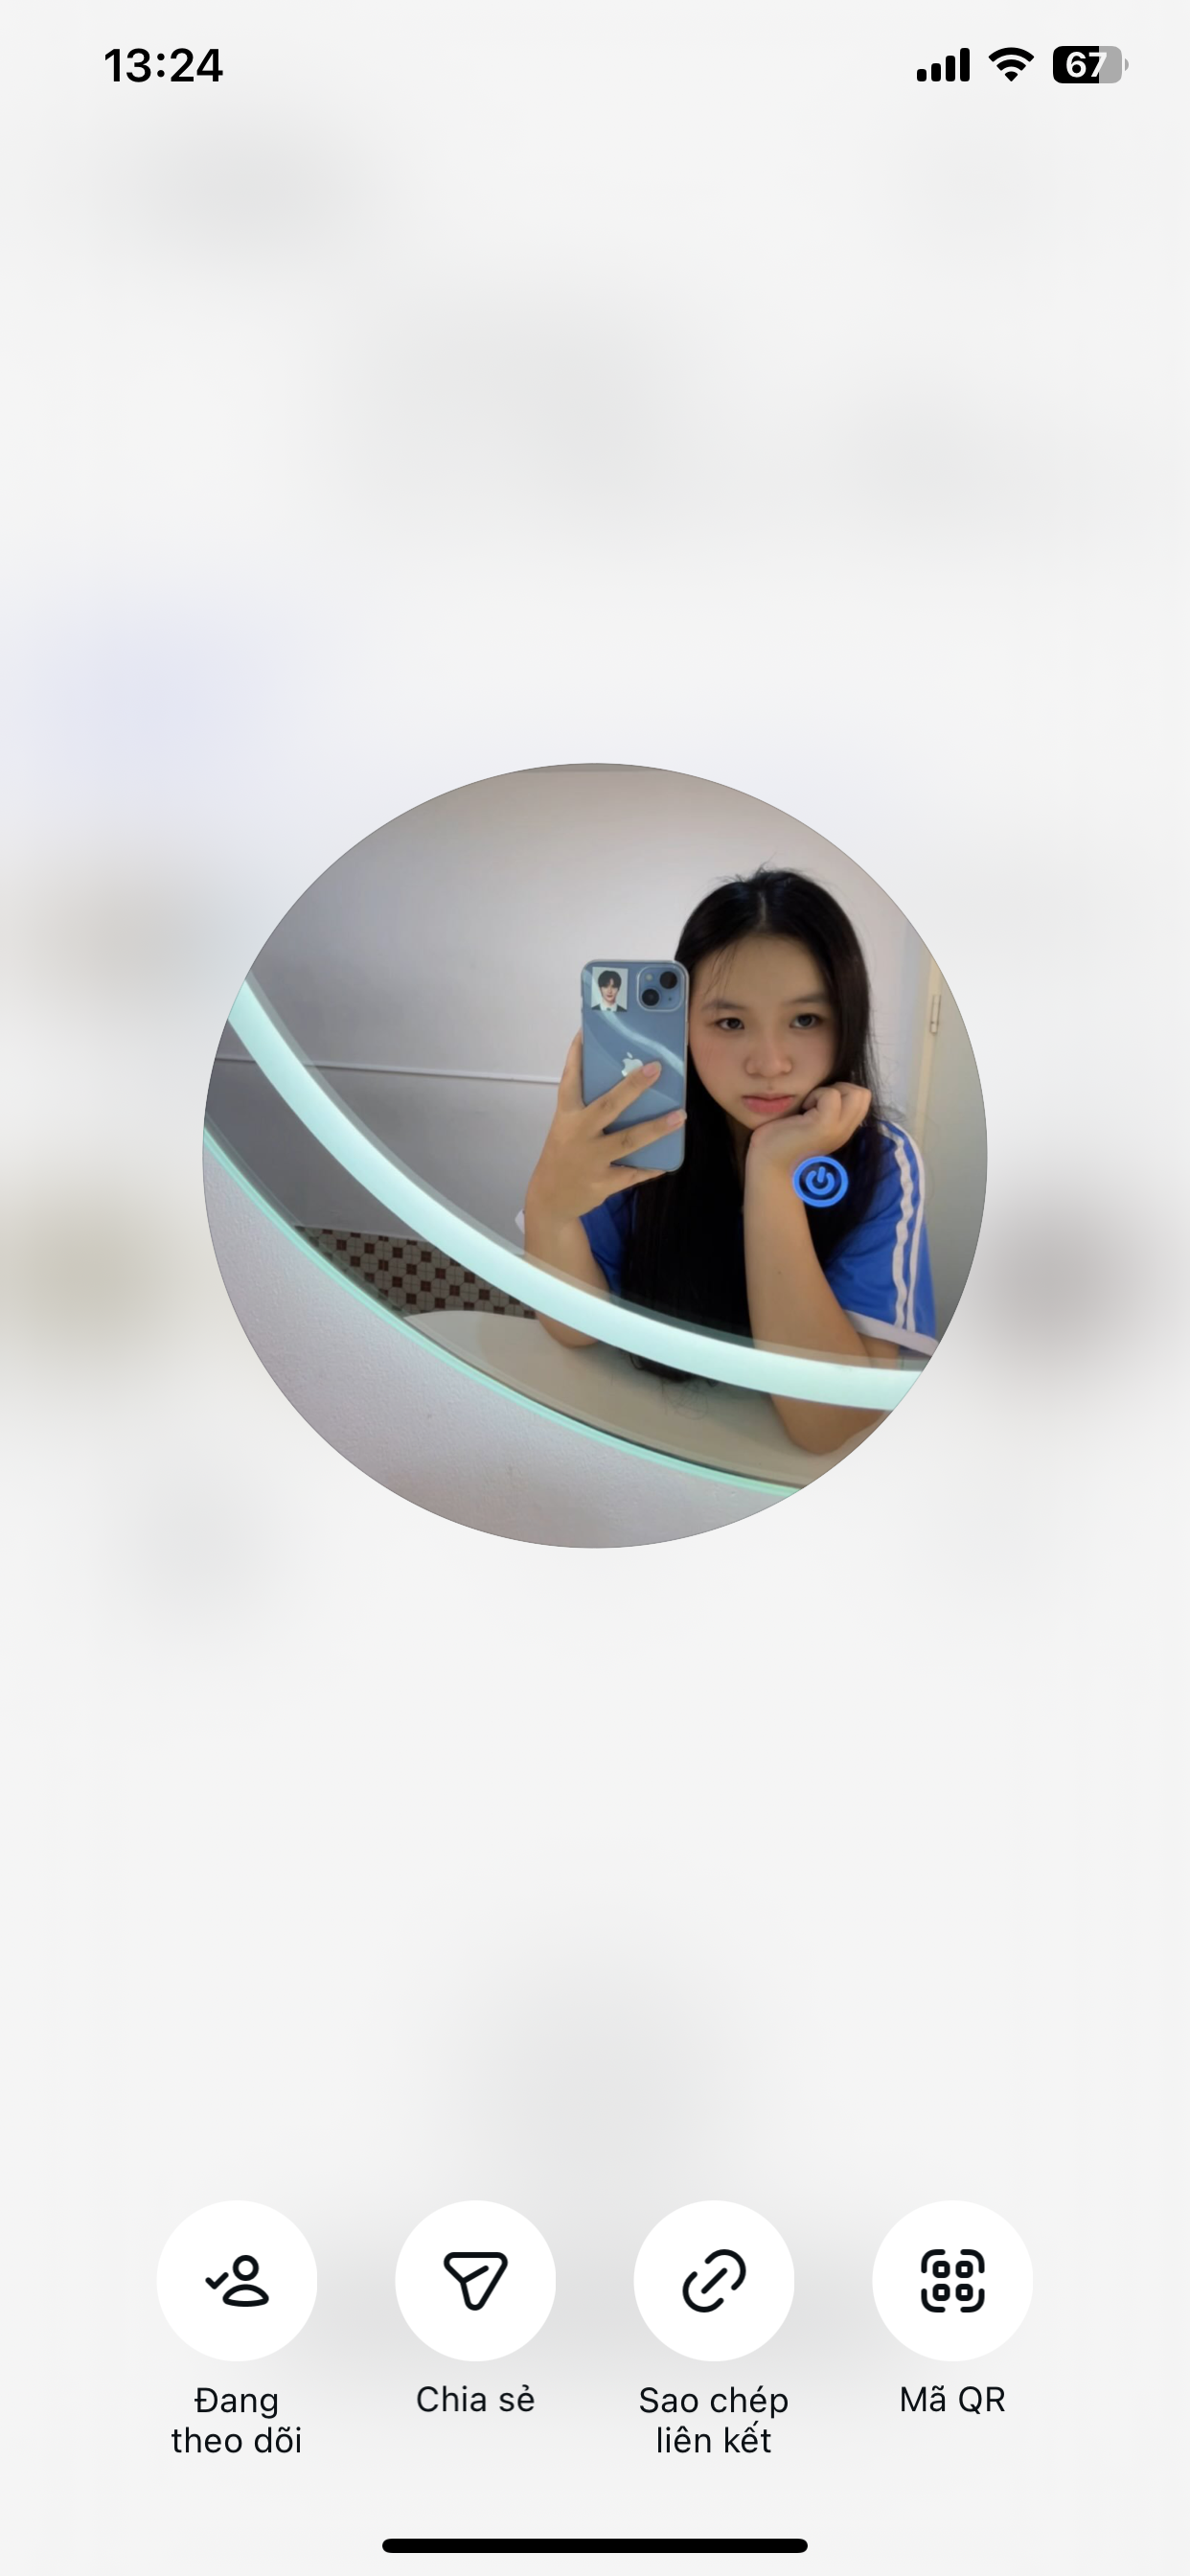 13:24
67
Đang
theo dõi
Chia sẻ
Sao chép
liên kết
Mã QR